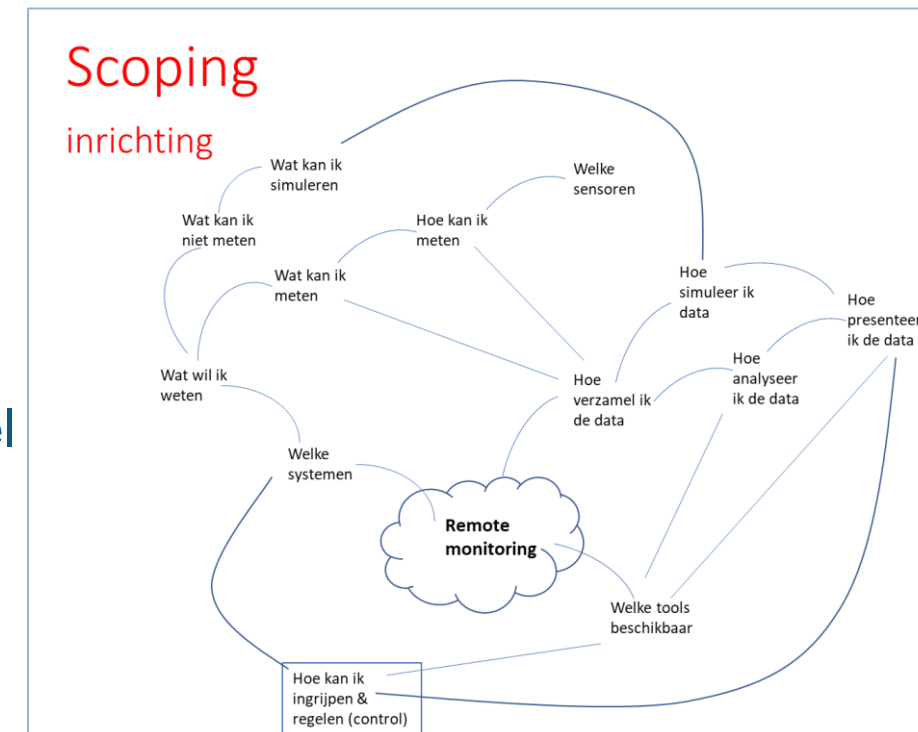 Scoping
inrichting
Wat kan ik
simuleren
Welke
sensoren
Wat kan ik
niet meten
Hoe kan ik
meten
Wat kan ik
meten
Hoe
simuleer ik
data
Hoe
presenteer
ik de data
Wat wil ik
weten
Hoe
verzamel ik
de data
Hoe
analyseer
ik de data
Welke
systemen
Remote
monitoring
Welke tools
beschikbaar
Hoe kan ik
ingrijpen &
regelen (control)